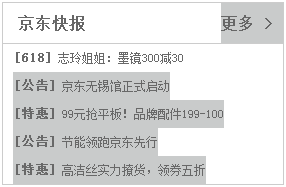 京东快报 更多 >
[618] 志玲姐姐：墨镜300减30
[公告] 京东无锡馆正式启动
[特惠] 99元抢平板！品牌配件199-100
[公告] 节能领跑京东先行
[特惠] 高洁丝实力撩货，领券五折